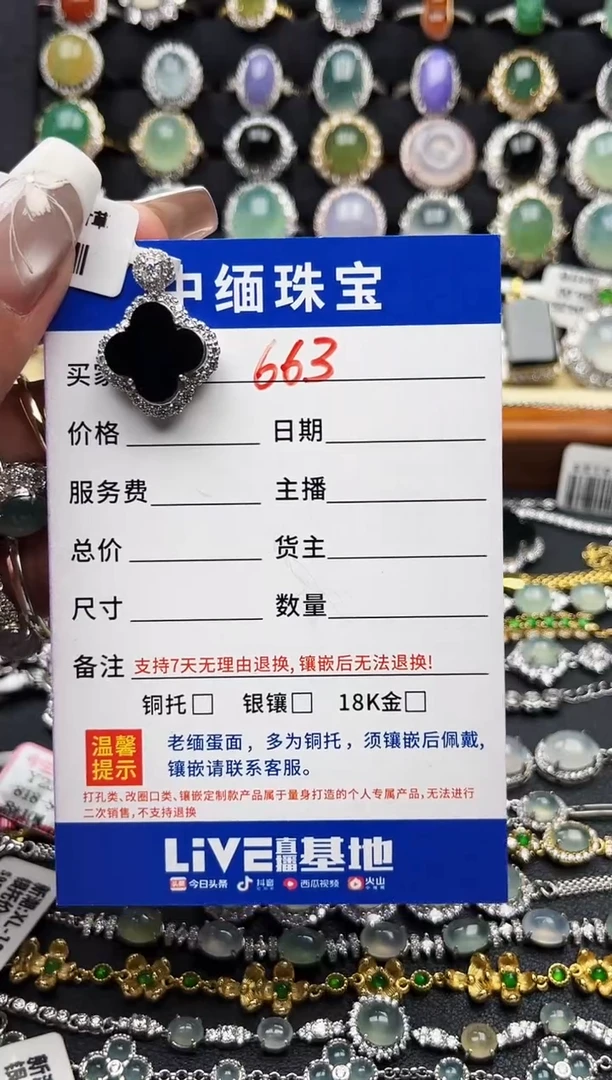 中缅珠宝
买家 663
价格 日期
服务费 主播
总价 货主
尺寸 数量
备注 支持7天无理由退换,镶嵌后无法退换!
铜托□ 银镶□ 18K金□
温馨提示
老缅蛋面，多为铜托，须镶嵌后佩戴,
镶嵌请联系客服。
打孔类、改圈口类、镶嵌定制款产品属于量身打造的个人专属产品,无法进行
二次销售,不支持退换
LiVE直播基地
头条 今日头条 抖音 西瓜视频 火山